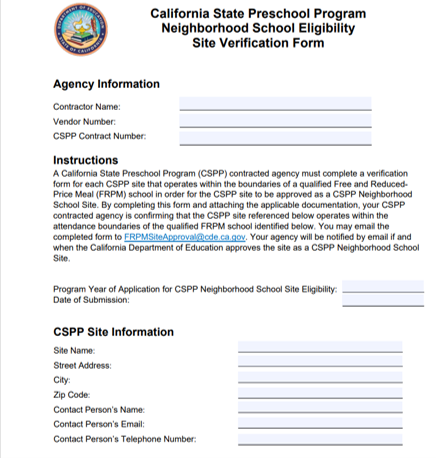 California State Preschool Program
Neighborhood School Eligibility
Site Verification Form
Agency Information
Contractor Name:
Vendor Number:
CSPP Contract Number:
Instructions
A California State Preschool Program (CSPP) contracted agency must complete a verification
form for each CSPP site that operates within the boundaries of a qualified Free and Reduced-
Price Meal (FRPM) school in order for the CSPP site to be approved as a CSPP Neighborhood
School Site. By completing this form and attaching the applicable documentation, your CSPP
contracted agency is confirming that the CSPP site referenced below operates within the
attendance boundaries of the qualified FRPM school identified below. You may email the
completed form to FRPMSiteApproval@cde.ca.gov. Your agency will be notified by email if and
when the California Department of Education approves the site as a CSPP Neighborhood School
Site.
Program Year of Application for CSPP Neighborhood School Site Eligibility:
Date of Submission:
CSPP Site Information
Site Name:
Street Address:
City:
Zip Code:
Contact Person's Name:
Contact Person's Email:
Contact Person's Telephone Number: